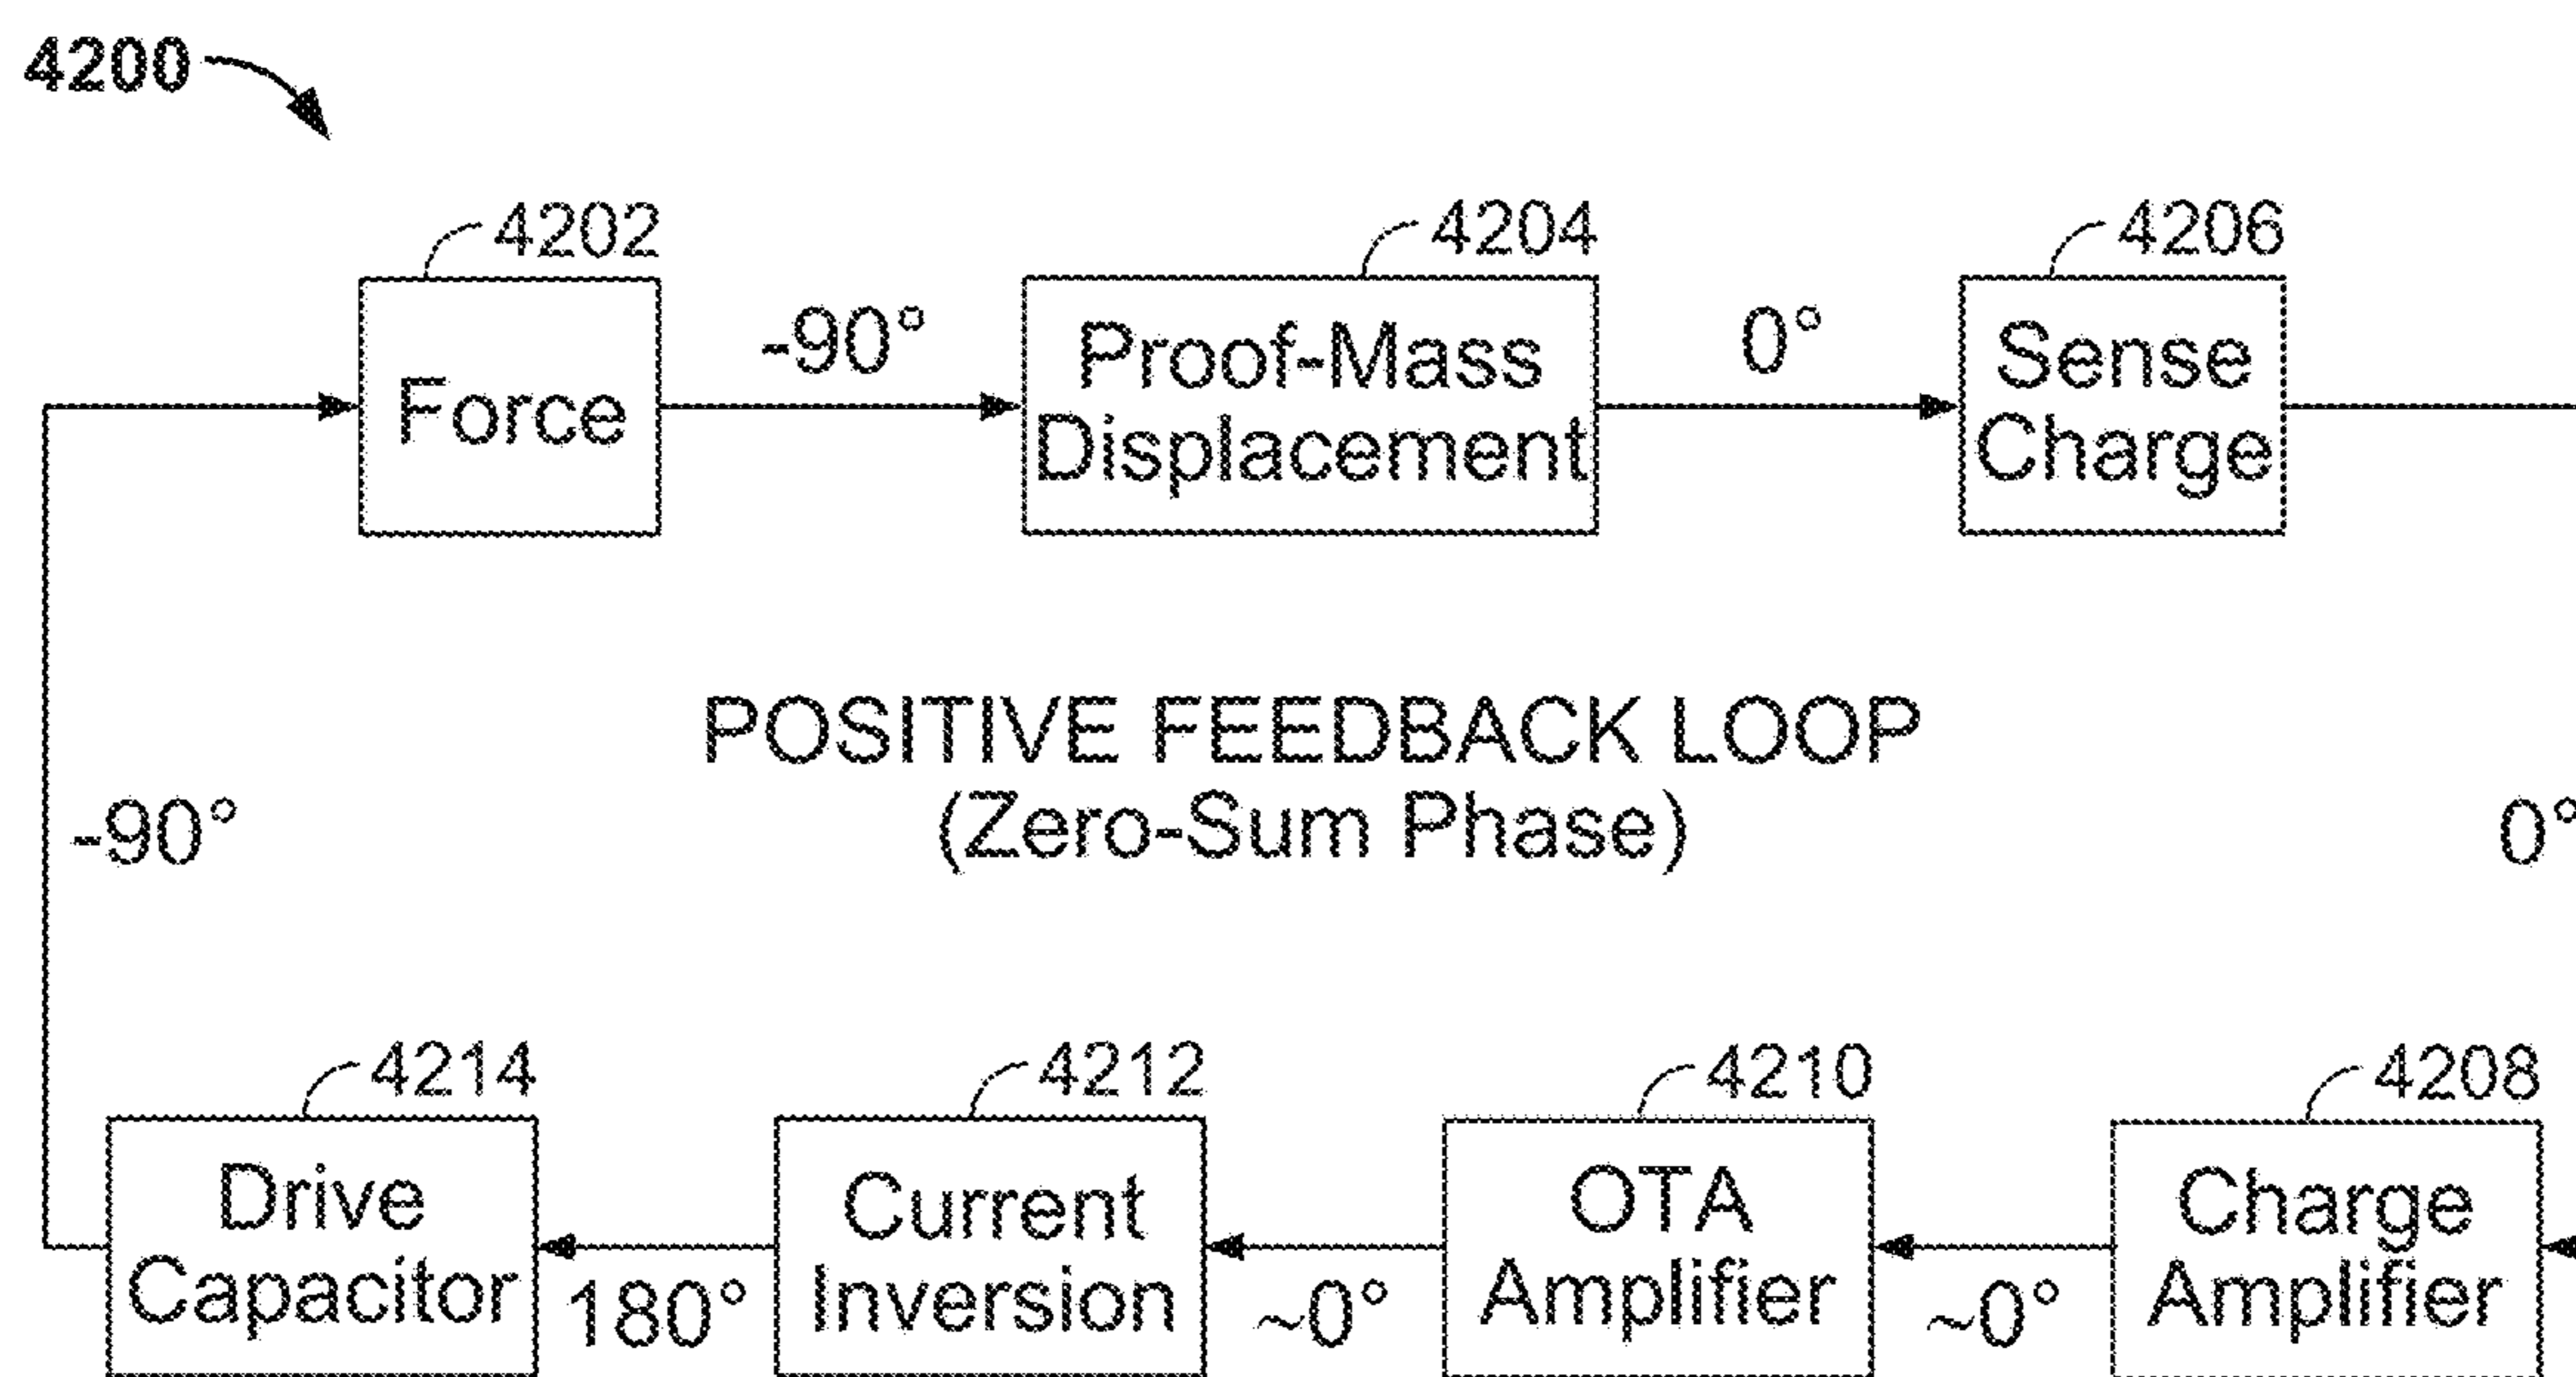 4200
4202
4204
4206
Force
-90°
Proof-Mass
Displacement
0°
Sense
Charge
POSITIVE FEEDBACK LOOP
(Zero-Sum Phase)
-90°
0°
4214
4212
4210
4208
Drive
Capacitor
180°
Current
Inversion
~0°
OTA
Amplifier
~0°
Charge
Amplifier